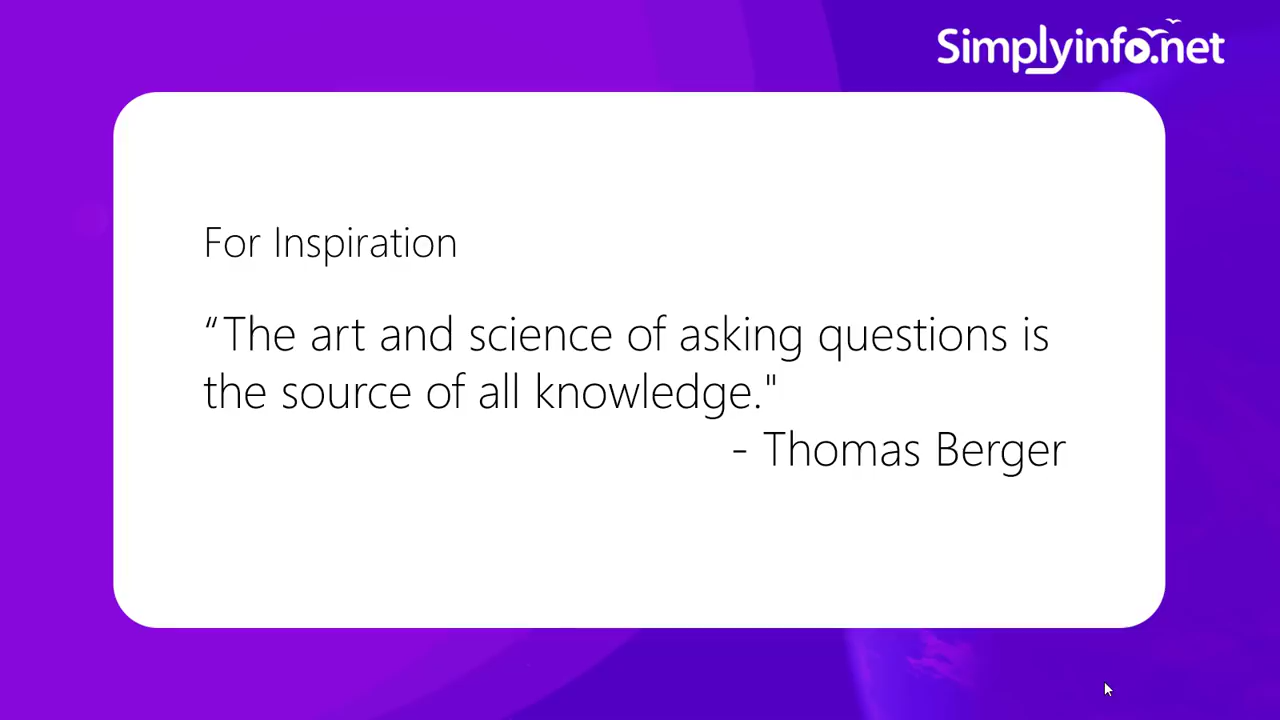 Simplyinfo.net
For Inspiration
“The art and science of asking questions is
the source of all knowledge."
- Thomas Berger